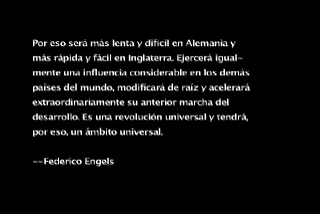 Por eso será más lenta y difícil en Alemania y
más rápida y fácil en Inglaterra. Ejercerá igual-
mente una influencia considerable en los demás
países del mundo, modificará de raíz y acelerará
extraordinariamente su anterior marcha del
desarrollo. Es una revolución universal y tendrá,
por eso, un ámbito universal.
--Federico Engels